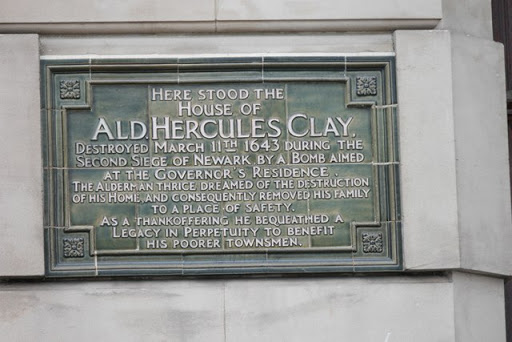 HERE STOOD THE
HOUSE OF
ALD. HERCULES CLAY.
DESTROYED MARCH 11TH 1643 DURING THE
SECOND SIEGE OF NEWARK BY A BOMB AIMED
AT THE GOVERNOR'S RESIDENCE.
THE ALDERMAN THRICE DREAMED OF THE DESTRUCTION
OF HIS HOME, AND CONSEQUENTLY REMOVED HIS FAMILY
TO A PLACE OF SAFETY.
AS A THANKOFFERING HE BEQUEATHED A
LEGACY IN PERPETUITY TO BENEFIT
HIS POORER TOWNSMEN.